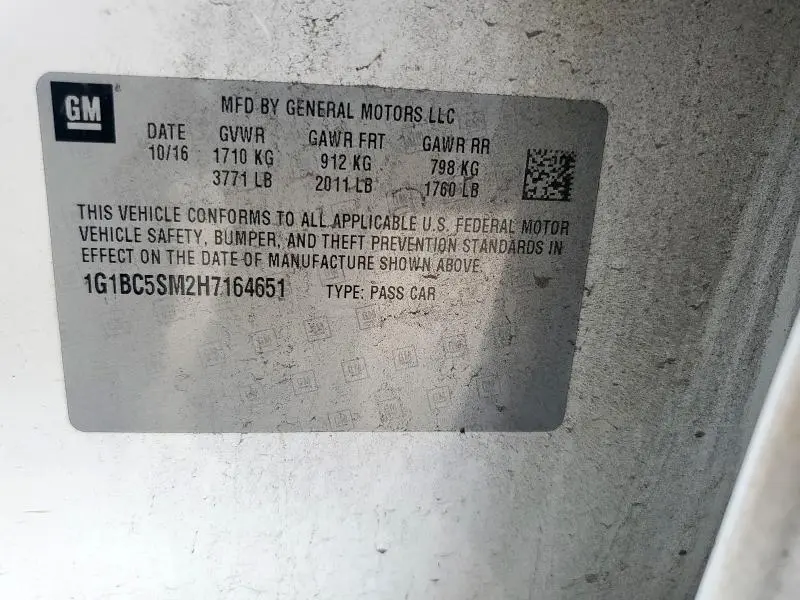 GM
MFD BY GENERAL MOTORS LLC
DATE GVWR GAWR FRT GAWR RR
10/16 1710 KG 912 KG 798 KG
3771 LB 2011 LB 1760 LB
THIS VEHICLE CONFORMS TO ALL APPLICABLE U.S. FEDERAL MOTOR
VEHICLE SAFETY, BUMPER, AND THEFT PREVENTION STANDARDS IN
EFFECT ON THE DATE OF MANUFACTURE SHOWN ABOVE.
1G1BC5SM2H7164651 TYPE: PASS CAR